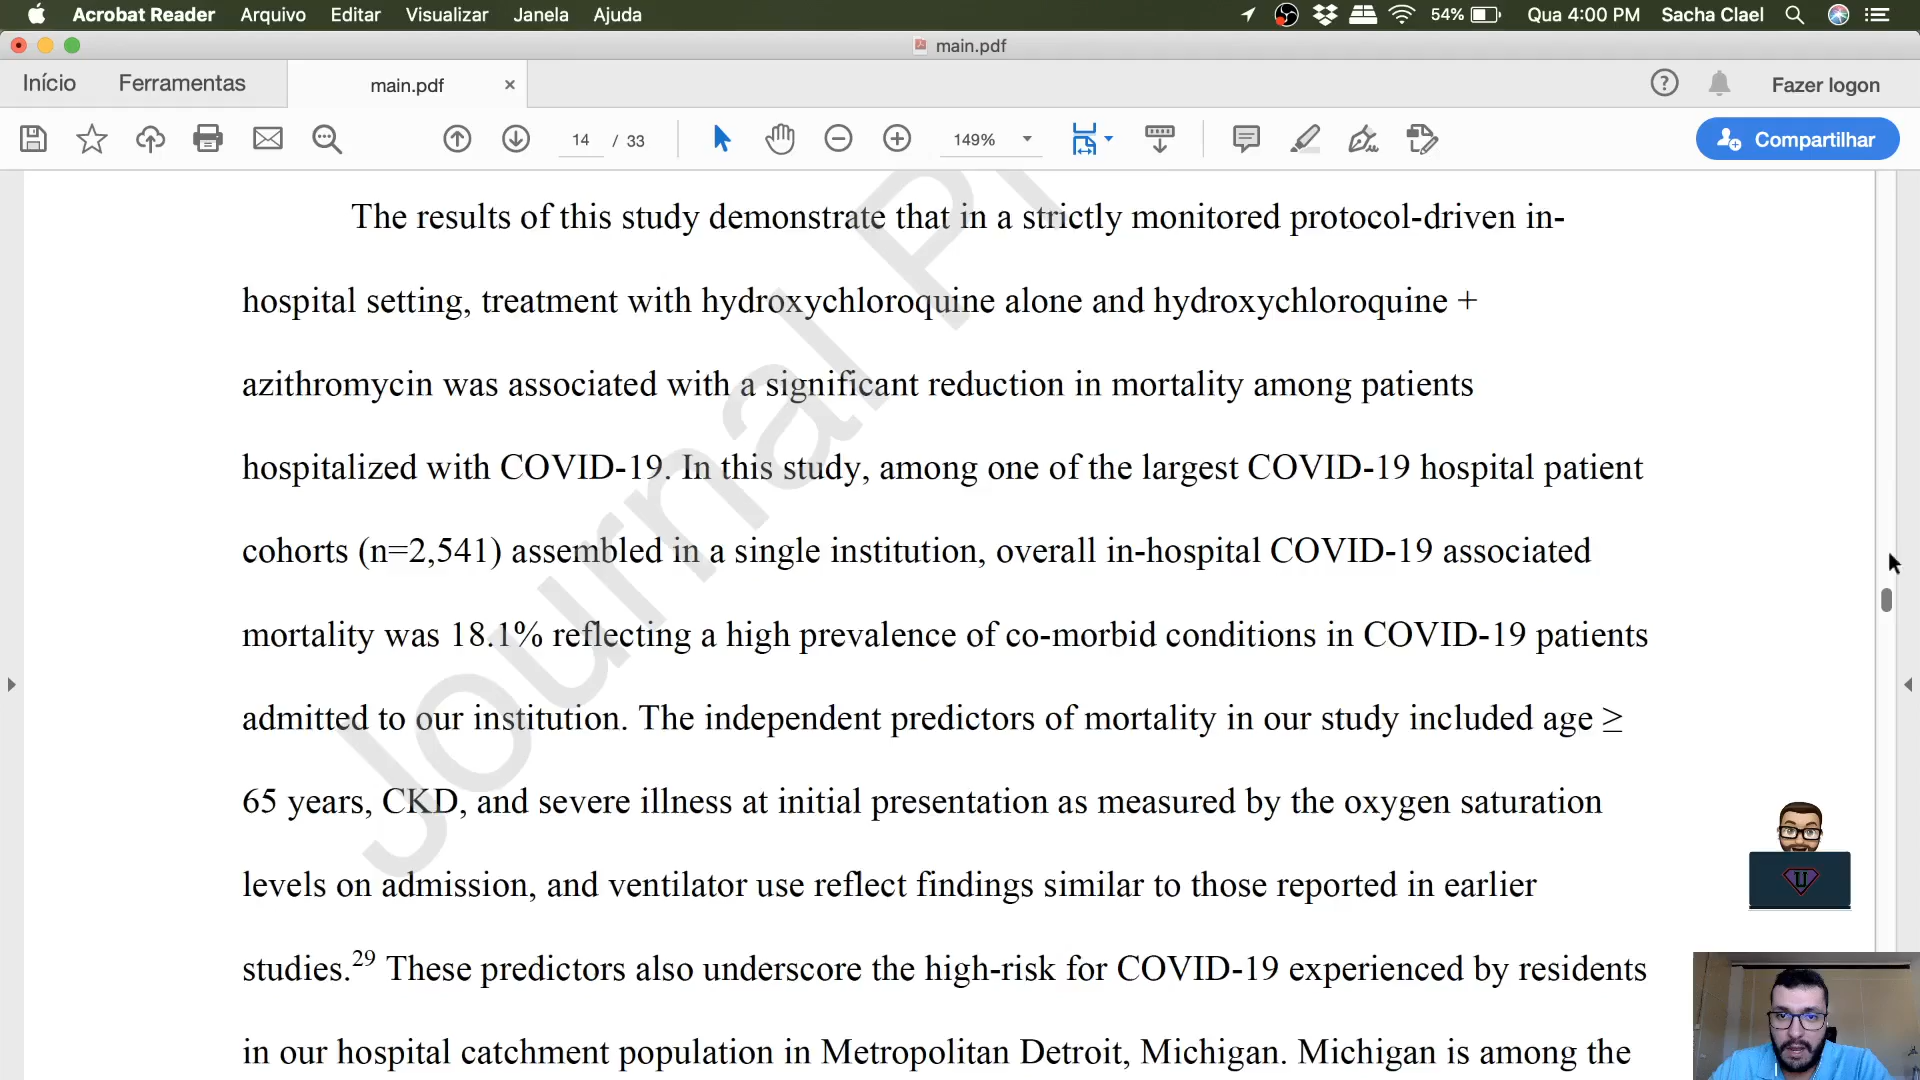 Acrobat Reader Arquivo Editar Visualizar Janela Ajuda 54% Qua 4:00 PM Sacha Clael
main.pdf
Início Ferramentas main.pdf × ? Fazer logon
14 / 33 149% Compartilhar
The results of this study demonstrate that in a strictly monitored protocol-driven in-
hospital setting, treatment with hydroxychloroquine alone and hydroxychloroquine +
azithromycin was associated with a significant reduction in mortality among patients
hospitalized with COVID-19. In this study, among one of the largest COVID-19 hospital patient
cohorts (n=2,541) assembled in a single institution, overall in-hospital COVID-19 associated
mortality was 18.1% reflecting a high prevalence of co-morbid conditions in COVID-19 patients
admitted to our institution. The independent predictors of mortality in our study included age ≥
65 years, CKD, and severe illness at initial presentation as measured by the oxygen saturation
levels on admission, and ventilator use reflect findings similar to those reported in earlier
studies.29 These predictors also underscore the high-risk for COVID-19 experienced by residents
in our hospital catchment population in Metropolitan Detroit, Michigan. Michigan is among the
Journal
U